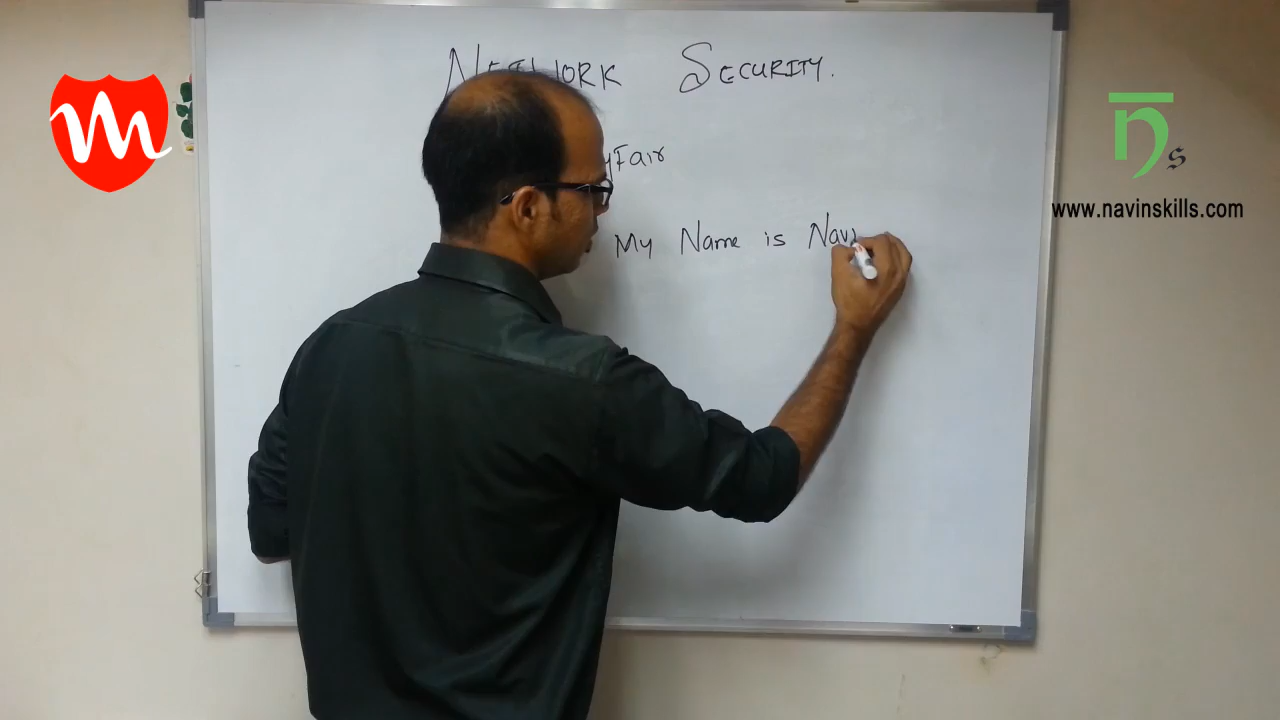 NETWORK SECURITY.
yFair
My Name is Nav
n s
www.navinskills.com